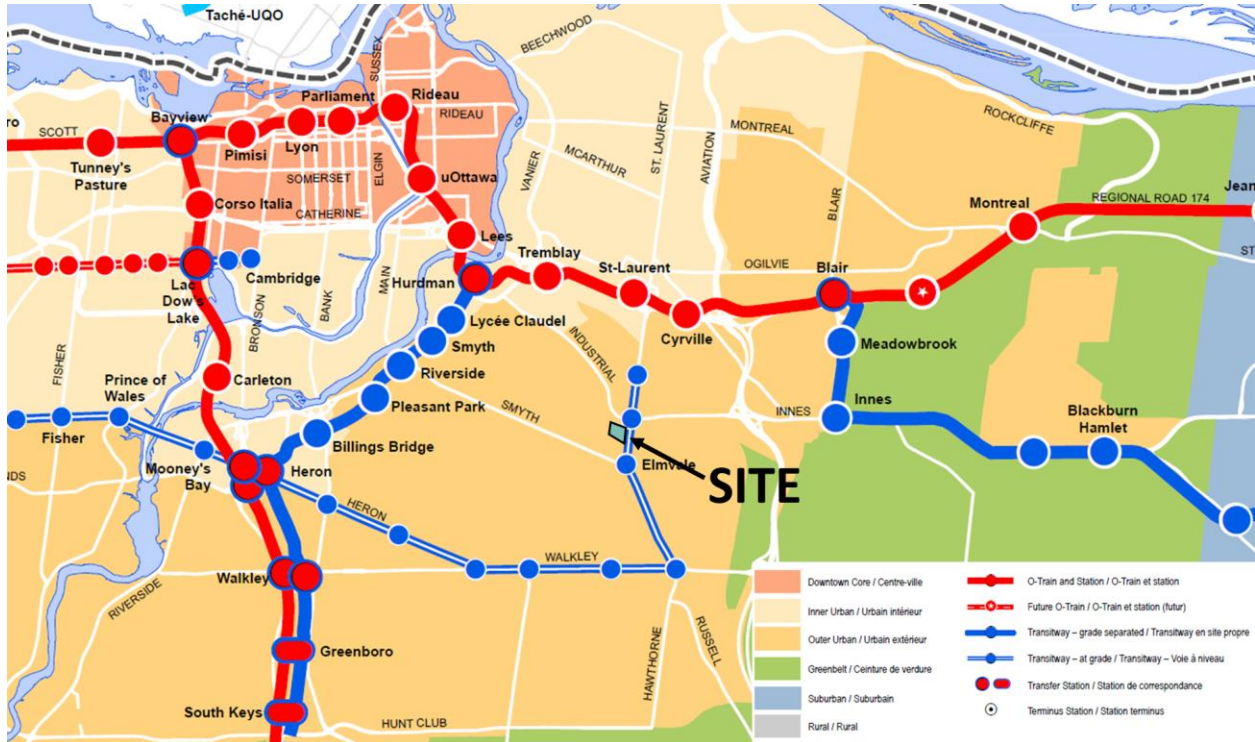 Taché-UQO
SUSSEX
BEECHWOOD
Parliament
Rideau
RIDEAU
Bayview
ro
SCOTT
Tunney's
Pasture
Pimisi
Lyon
ELGIN
SOMERSET
uOttawa
Corso Italia
CATHERINE
VANIER
MCARTHUR
ST. LAURENT
AVIATION
MONTREAL
ROCKCLIFFE
BLAIR
Montreal
REGIONAL ROAD 174
Jean
ST
Lees
Tremblay
OGILVIE
Blair
St-Laurent
Hurdman
MAIN
Cambridge
Lac
Dow's
Lake
BRONSON
BANK
Lycée Claudel
Cyrville
Smyth
INDUSTRIAL
Meadowbrook
FISHER
Riverside
Carleton
Prince of
Wales
Pleasant Park
SMYTH
INNES
Innes
Blackburn
Hamlet
Fisher
Billings Bridge
Elmvale
SITE
Mooney's
Bay
Heron
NDS
HERON
WALKLEY
Walkley
RIVERSIDE
Greenboro
HAWTHORNE
RUSSELL
South Keys
HUNT CLUB
Downtown Core / Centre-ville
Inner Urban / Urbain intérieur
Outer Urban / Urbain extérieur
Greenbelt / Ceinture de verdure
Suburban / Suburbain
Rural / Rural
O-Train and Station / O-Train et station
Future O-Train / O-Train et station (futur)
Transitway – grade separated / Transitway en site propre
Transitway – at grade / Transitway – Voie à niveau
Transfer Station / Station de correspondance
Terminus Station / Station terminus